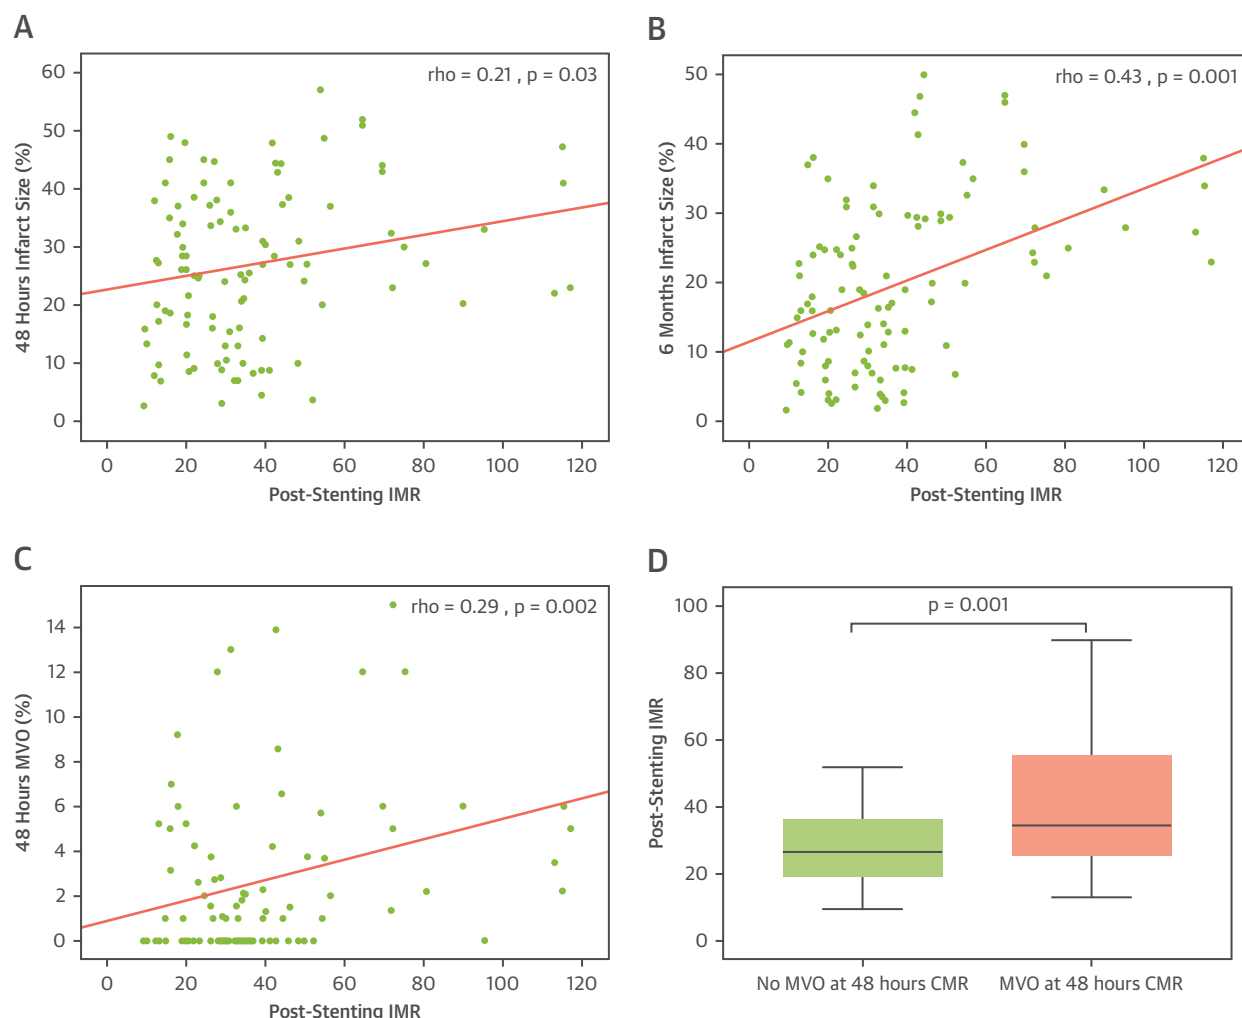 A
rho = 0.21 , p = 0.03
48 Hours Infarct Size (%)
60
50
40
30
20
10
0
0 20 40 60 80 100 120
Post-Stenting IMR
B
rho = 0.43 , p = 0.001
6 Months Infarct Size (%)
50
40
30
20
10
0
0 20 40 60 80 100 120
Post-Stenting IMR
C
rho = 0.29 , p = 0.002
48 Hours MVO (%)
14
12
10
8
6
4
2
0
0 20 40 60 80 100 120
Post-Stenting IMR
D
p = 0.001
Post-Stenting IMR
100
80
60
40
20
0
No MVO at 48 hours CMR MVO at 48 hours CMR